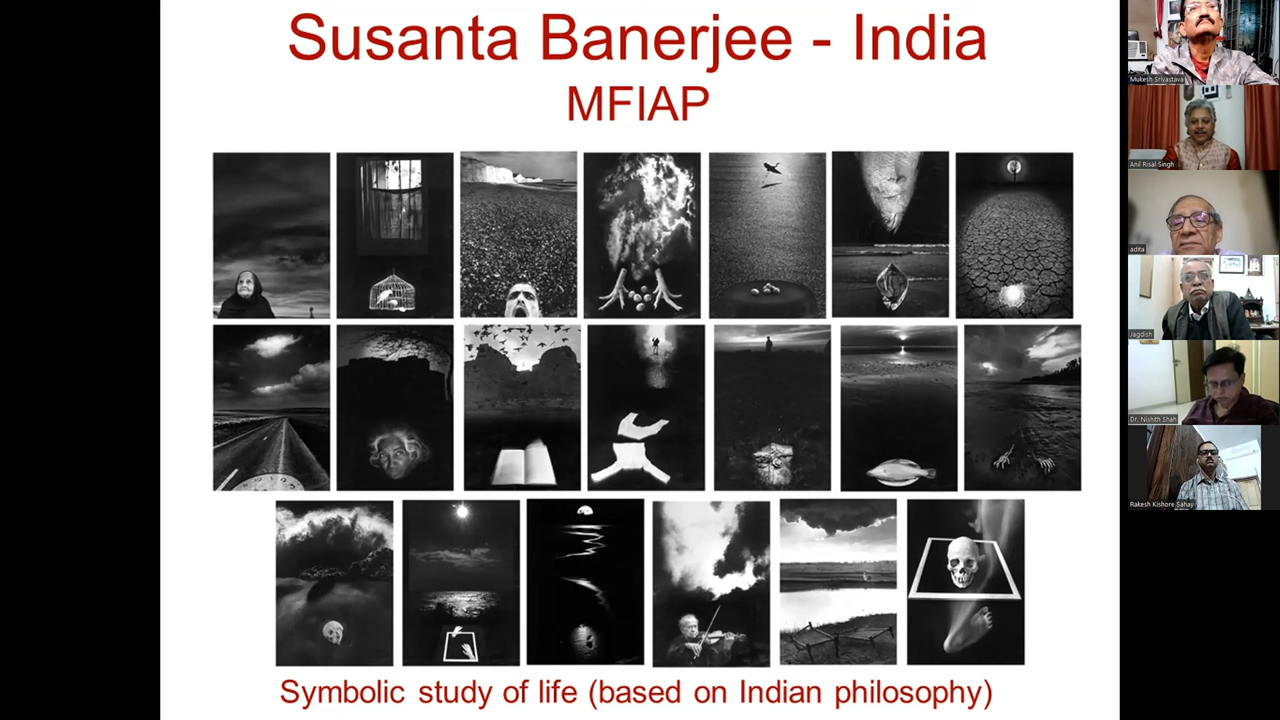 Susanta Banerjee - India
MFIAP
Symbolic study of life (based on Indian philosophy)
Mukesh Srivastava
Anil Risal Singh
adita
Jagdish
Dr. Nishith Shah
Rakesh Kishore Sahay